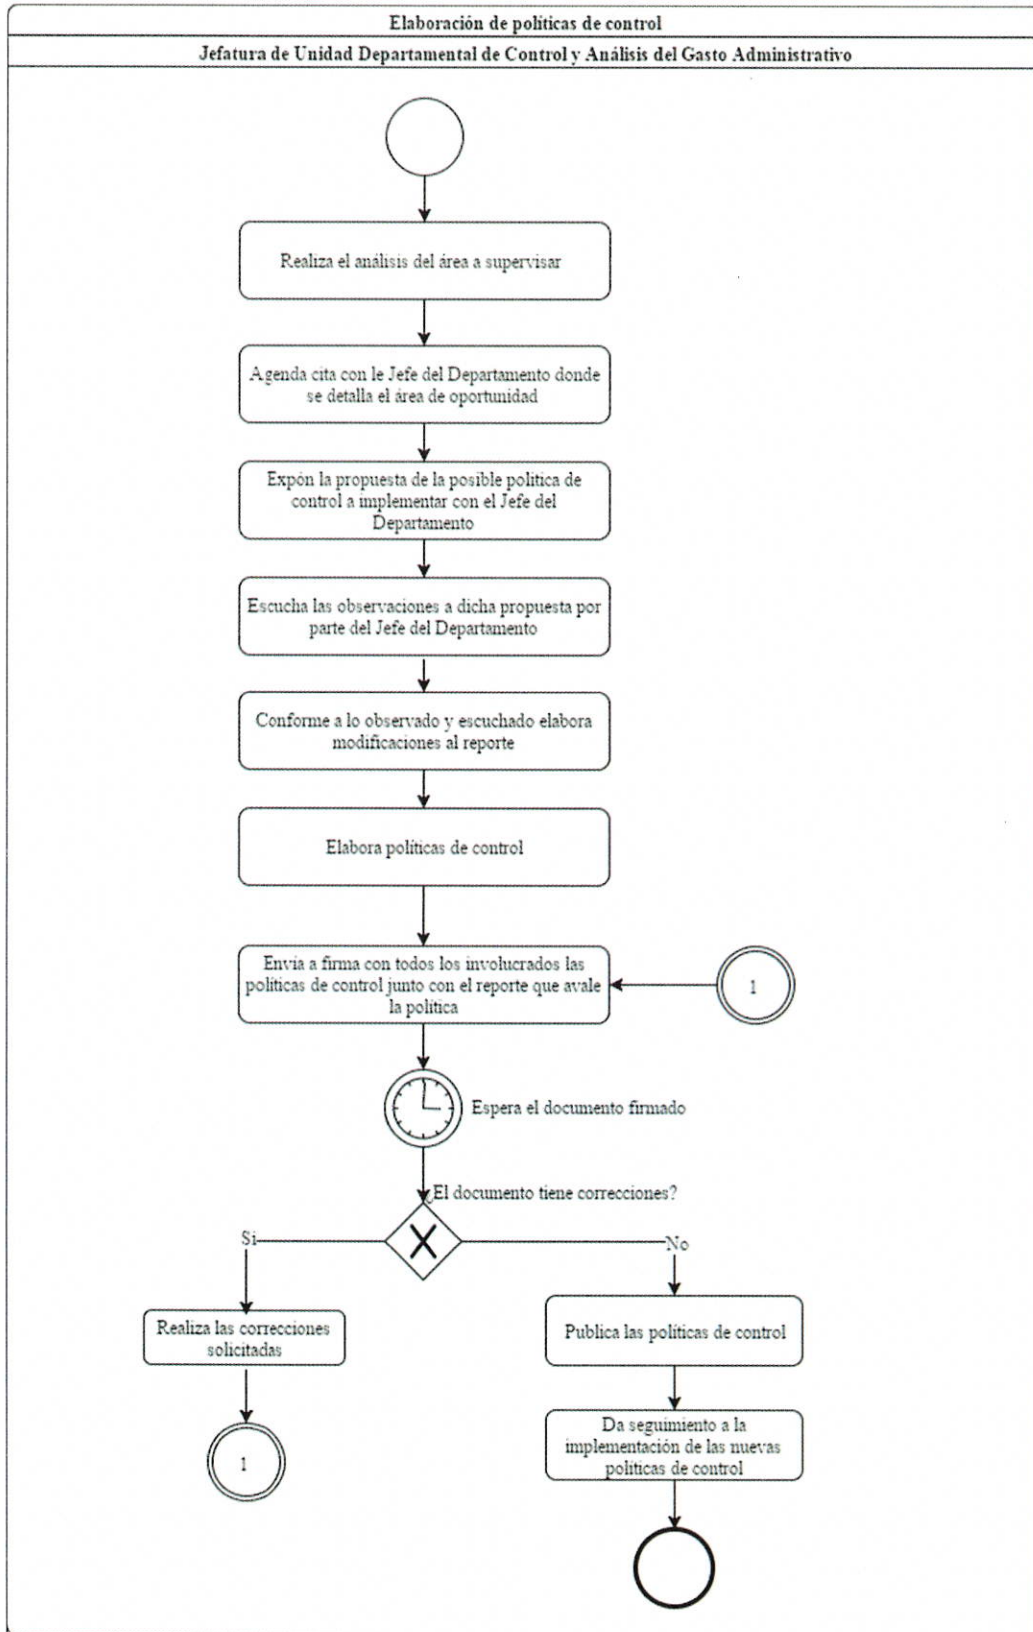 Elaboración de políticas de control
Jefatura de Unidad Departamental de Control y Análisis del Gasto Administrativo
Realiza el análisis del área a supervisar
Agenda cita con le Jefe del Departamento donde
se detalla el área de oportunidad
Expón la propuesta de la posible política de
control a implementar con el Jefe del
Departamento
Escucha las observaciones a dicha propuesta por
parte del Jefe del Departamento
Conforme a lo observado y escuchado elabora
modificaciones al reporte
Elabora políticas de control
Envía a firma con todos los involucrados las
políticas de control junto con el reporte que avale
la política
1
Espera el documento firmado
¿El documento tiene correcciones?
Si
No
Realiza las correcciones
solicitadas
Publica las políticas de control
1
Da seguimiento a la
implementación de las nuevas
políticas de control